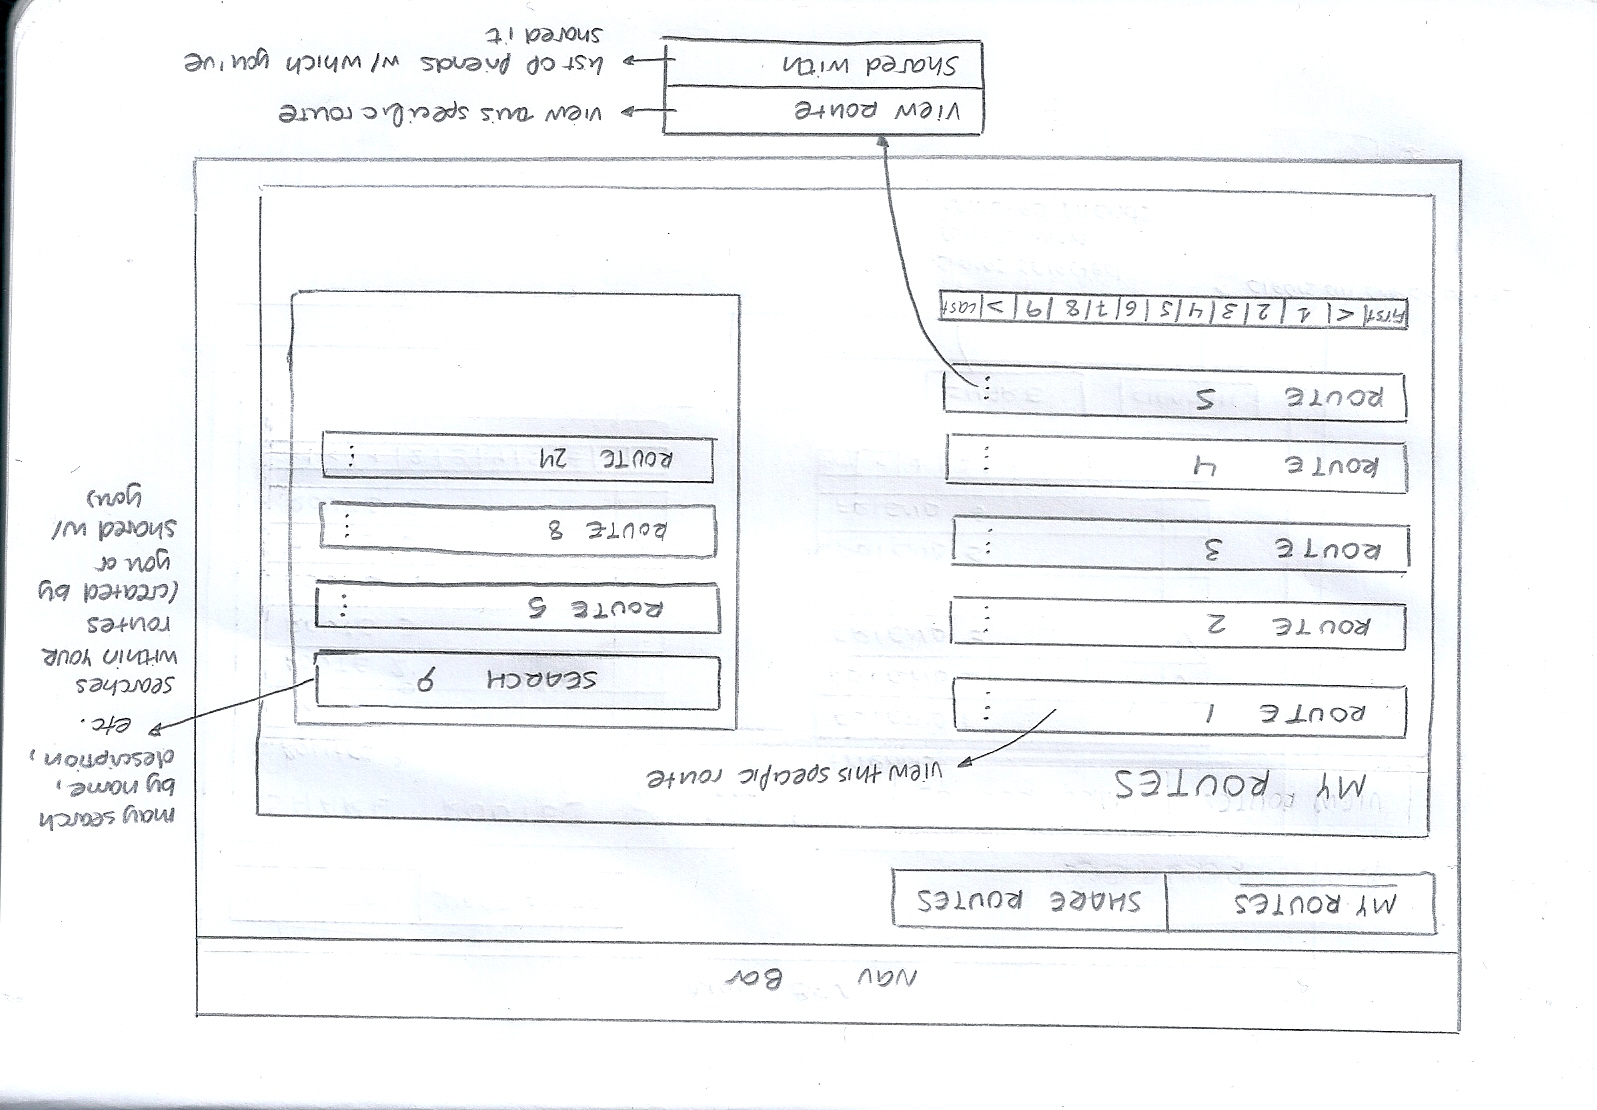 Nav Bar
MY ROUTES
SHARE ROUTES
MY ROUTES
view this specific route
ROUTE 1
ROUTE 2
ROUTE 3
ROUTE 4
ROUTE 5
First | < | 1 | 2 | 3 | 4 | 5 | 6 | 7 | 8 | 9 | > | Last
SEARCH
ROUTE 5
ROUTE 8
ROUTE 24
may search
by name,
description,
etc.
searches
within YOUR
routes
(created by
you or
shared w/
you)
View Route
Shared with
view this specific route
List of friends w/ which you've
shared it